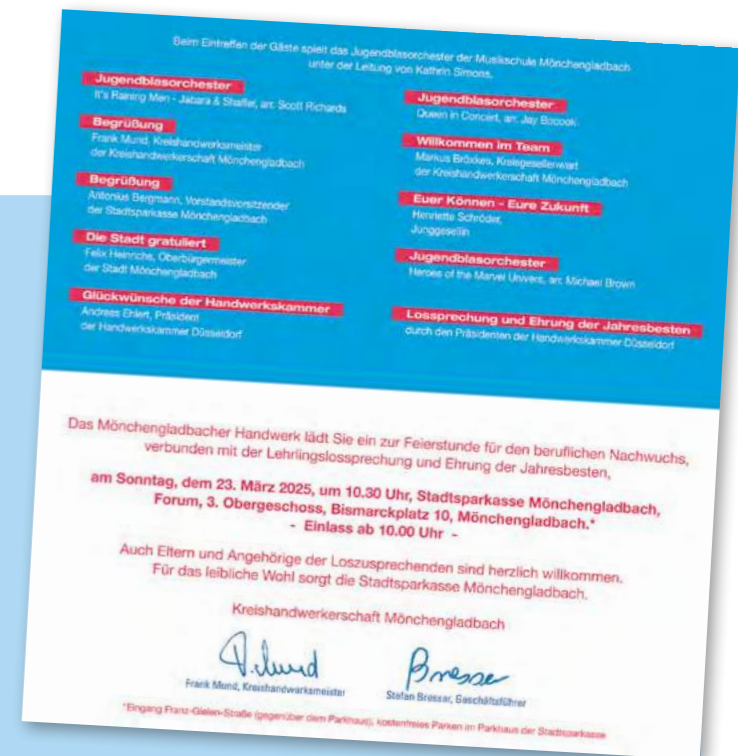 Beim Eintreffen der Gäste spielt das Jugendblasorchester der Musikschule Mönchengladbach
unter der Leitung von Kathrin Simons.
Jugendblasorchester
It's Raining Men - Jabara & Shaffer, arr. Scott Richards
Begrüßung
Frank Mund, Kreishandwerksmeister
der Kreishandwerkerschaft Mönchengladbach
Begrüßung
Antonius Bergmann, Vorstandsvorsitzender
der Stadtsparkasse Mönchengladbach
Die Stadt gratuliert
Felix Heinrichs, Oberbürgermeister
der Stadt Mönchengladbach
Glückwünsche der Handwerkskammer
Andreas Ehlert, Präsident
der Handwerkskammer Düsseldorf
Jugendblasorchester
Queen in Concert, arr. Jay Bocook
Willkommen im Team
Markus Bröxkes, Kreisgesellenwart
der Kreishandwerkerschaft Mönchengladbach
Euer Können - Eure Zukunft
Henriette Schröder,
Junggesellin
Jugendblasorchester
Heroes of the Marvel Univers, arr. Michael Brown
Lossprechung und Ehrung der Jahresbesten
durch den Präsidenten der Handwerkskammer Düsseldorf
Das Mönchengladbacher Handwerk lädt Sie ein zur Feierstunde für den beruflichen Nachwuchs,
verbunden mit der Lehrlingslossprechung und Ehrung der Jahresbesten,
am Sonntag, dem 23. März 2025, um 10.30 Uhr, Stadtsparkasse Mönchengladbach,
Forum, 3. Obergeschoss, Bismarckplatz 10, Mönchengladbach.*
- Einlass ab 10.00 Uhr -
Auch Eltern und Angehörige der Loszusprechenden sind herzlich willkommen.
Für das leibliche Wohl sorgt die Stadtsparkasse Mönchengladbach.
Kreishandwerkerschaft Mönchengladbach
Frank Mund, Kreishandwerksmeister
Stefan Bresser, Geschäftsführer
*Eingang Franz-Gielen-Straße (gegenüber dem Parkhaus), kostenfreies Parken im Parkhaus der Stadtsparkasse